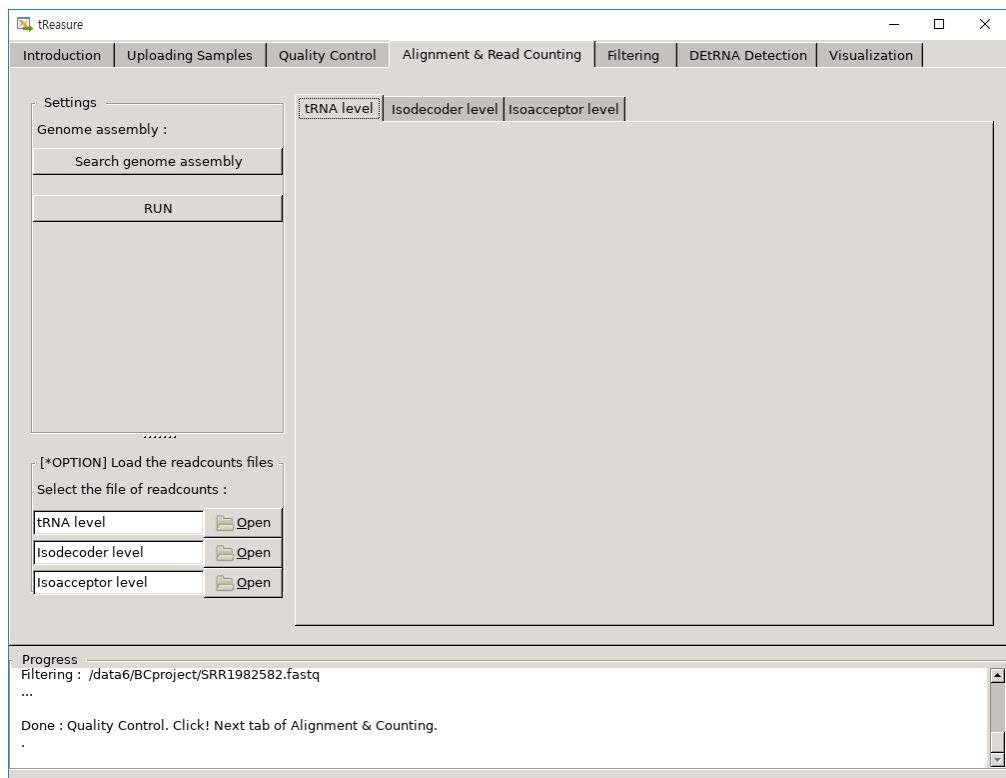 tReasure
Introduction Uploading Samples Quality Control Alignment & Read Counting Filtering DEtRNA Detection Visualization
Settings
Genome assembly :
Search genome assembly
RUN
tRNA level Isodecoder level Isoacceptor level
[*OPTION] Load the readcounts files
Select the file of readcounts :
tRNA level Open
Isodecoder level Open
Isoacceptor level Open
Progress
Filtering : /data6/BCproject/SRR1982582.fastq
...
Done : Quality Control. Click! Next tab of Alignment & Counting.
.